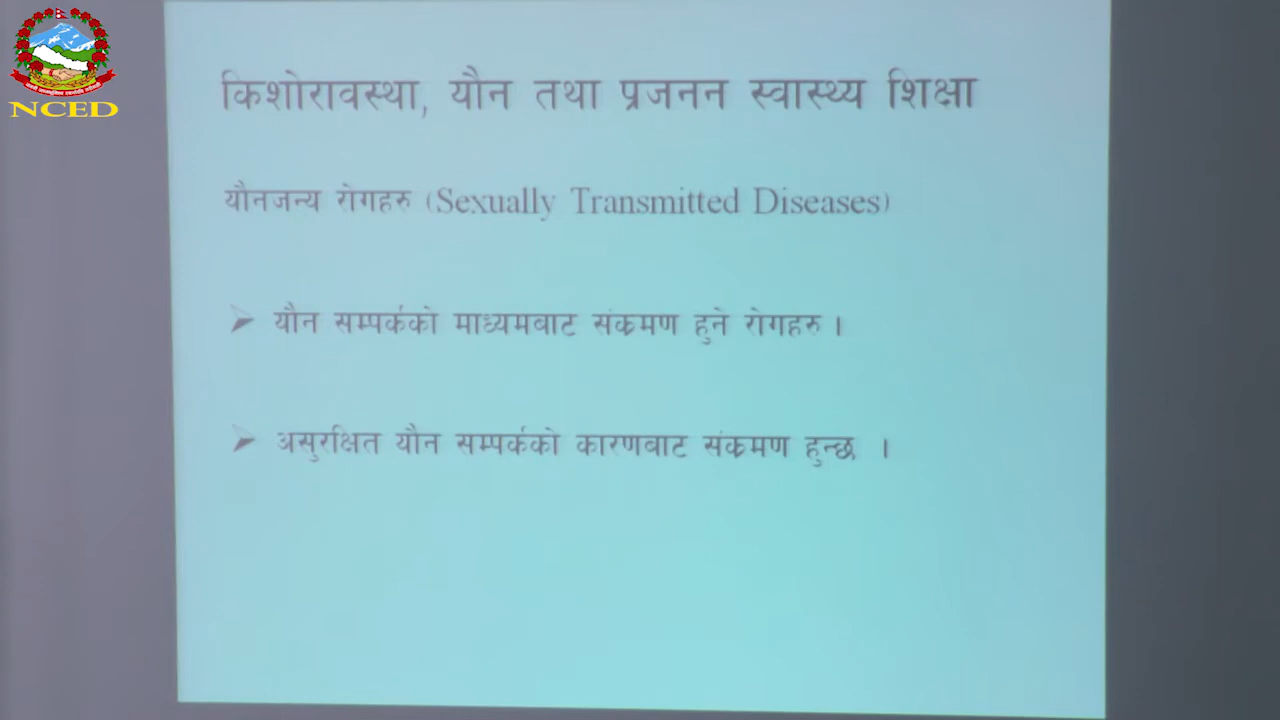 NCED
किशोरावस्था, यौन तथा प्रजनन स्वास्थ्य शिक्षा
यौनजन्य रोगहरु (Sexually Transmitted Diseases)
➤ यौन सम्पर्कको माध्यमबाट संक्रमण हुने रोगहरु ।
➤ असुरक्षित यौन सम्पर्कको कारणबाट संक्रमण हुन्छ ।